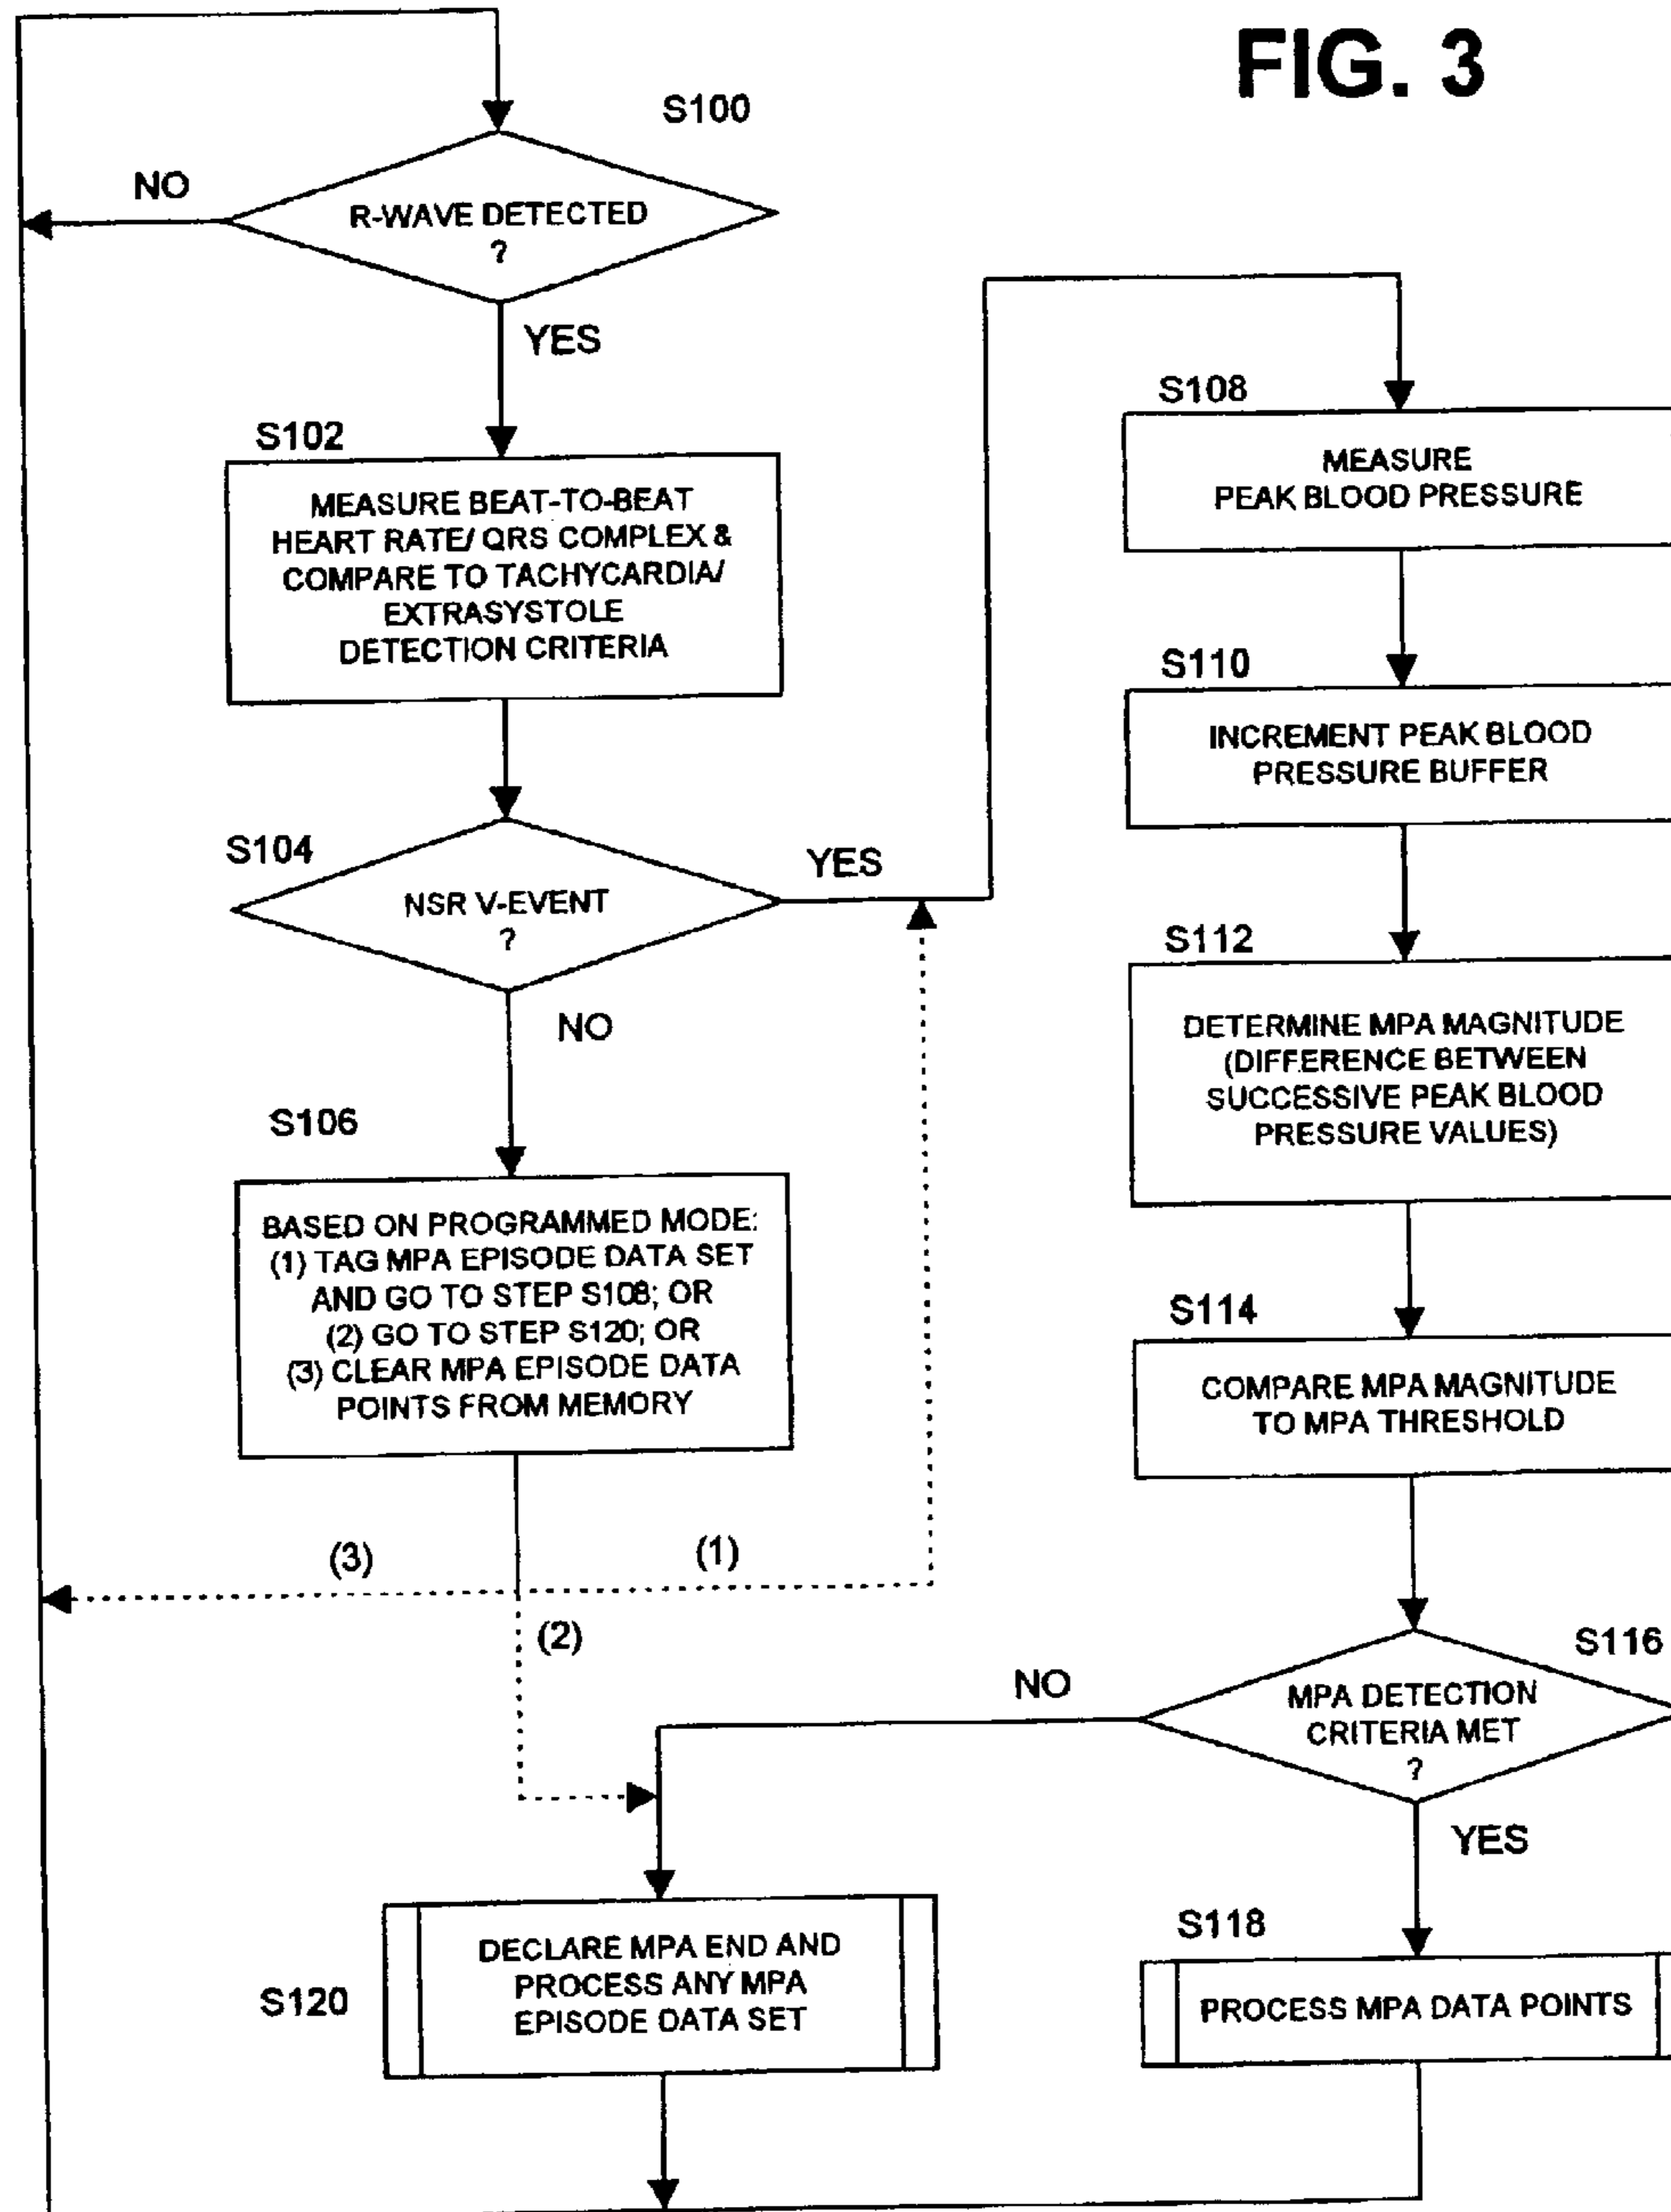 FIG. 3
S100
NO
R-WAVE DETECTED
?
YES
S102
MEASURE BEAT-TO-BEAT
HEART RATE/ QRS COMPLEX &
COMPARE TO TACHYCARDIA/
EXTRASYSTOLE
DETECTION CRITERIA
S104
YES
NSR V-EVENT
?
NO
S106
BASED ON PROGRAMMED MODE:
(1) TAG MPA EPISODE DATA SET
AND GO TO STEP S108; OR
(2) GO TO STEP S120; OR
(3) CLEAR MPA EPISODE DATA
POINTS FROM MEMORY
(3)
(1)
(2)
S108
MEASURE
PEAK BLOOD PRESSURE
S110
INCREMENT PEAK BLOOD
PRESSURE BUFFER
S112
DETERMINE MPA MAGNITUDE
(DIFFERENCE BETWEEN
SUCCESSIVE PEAK BLOOD
PRESSURE VALUES)
S114
COMPARE MPA MAGNITUDE
TO MPA THRESHOLD
S116
NO
MPA DETECTION
CRITERIA MET
?
YES
S118
PROCESS MPA DATA POINTS
S120
DECLARE MPA END AND
PROCESS ANY MPA
EPISODE DATA SET